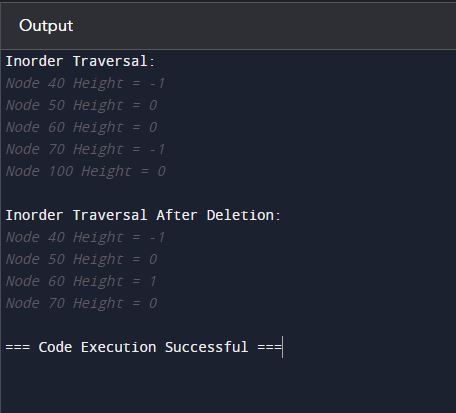 Output
Inorder Traversal:
Node 40 Height = -1
Node 50 Height = 0
Node 60 Height = 0
Node 70 Height = -1
Node 100 Height = 0
Inorder Traversal After Deletion:
Node 40 Height = -1
Node 50 Height = 0
Node 60 Height = 1
Node 70 Height = 0
=== Code Execution Successful ===